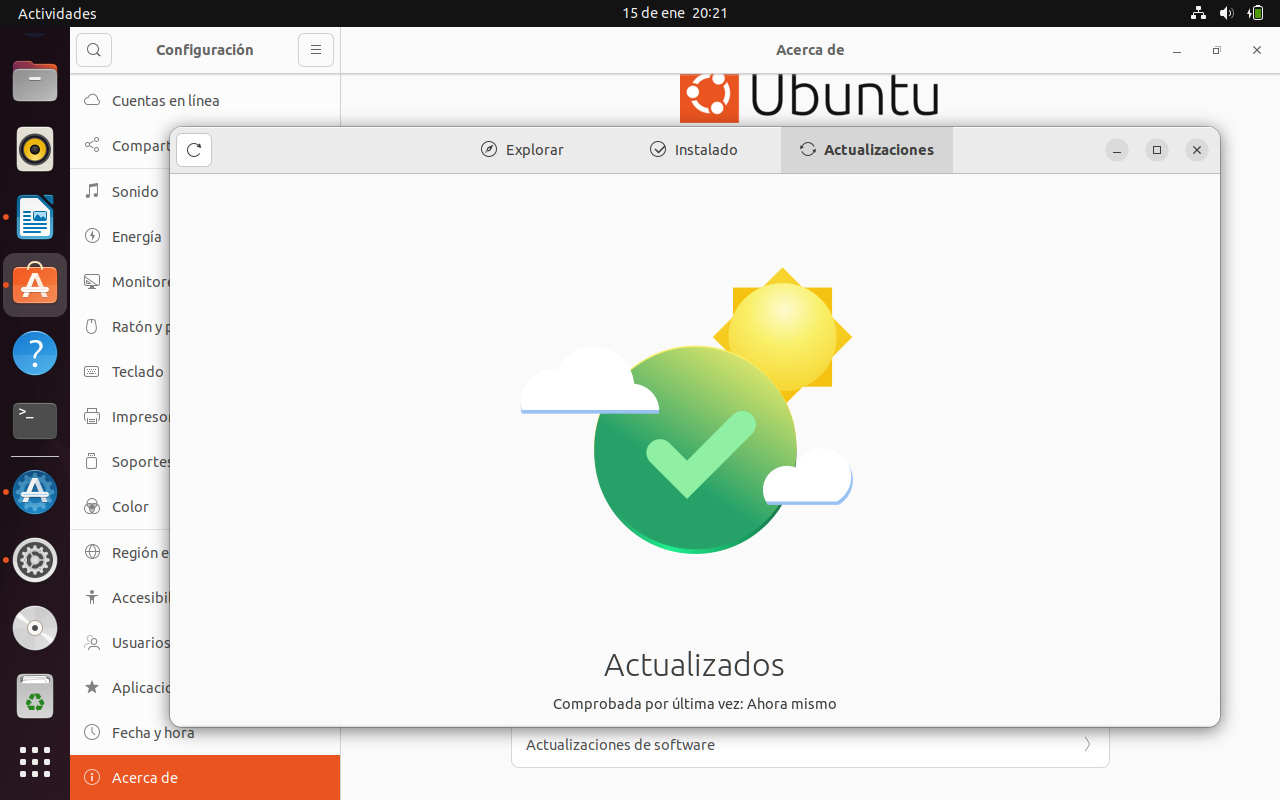 Actividades
15 de ene 20:21
Configuración
Acerca de
Ubuntu
Cuentas en línea
Compart
Sonido
Energía
Monitore
Ratón y p
Teclado
Impresor
Soportes
Color
Región e
Accesibil
Usuarios
Aplicacio
Fecha y hora
Acerca de
Explorar
Instalado
Actualizaciones
Actualizados
Comprobada por última vez: Ahora mismo
Actualizaciones de software